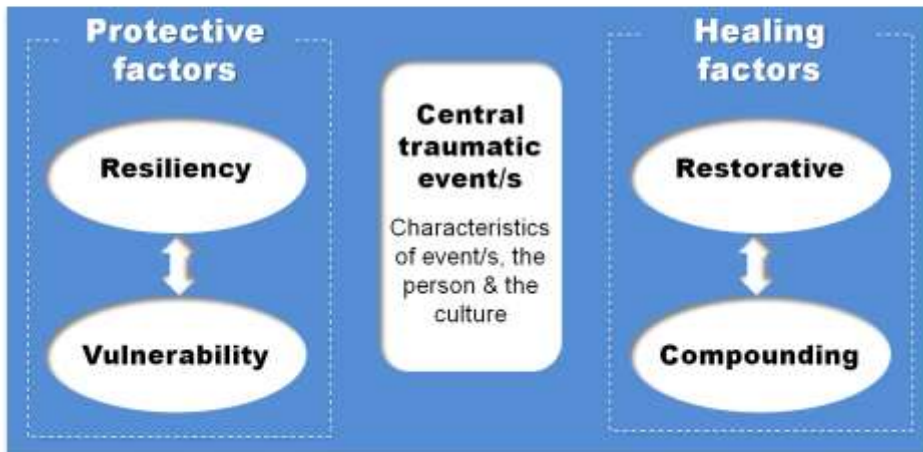 Protective
factors
Resiliency
Vulnerability
Central
traumatic
event/s
Characteristics
of event/s, the
person & the
culture
Healing
factors
Restorative
Compounding